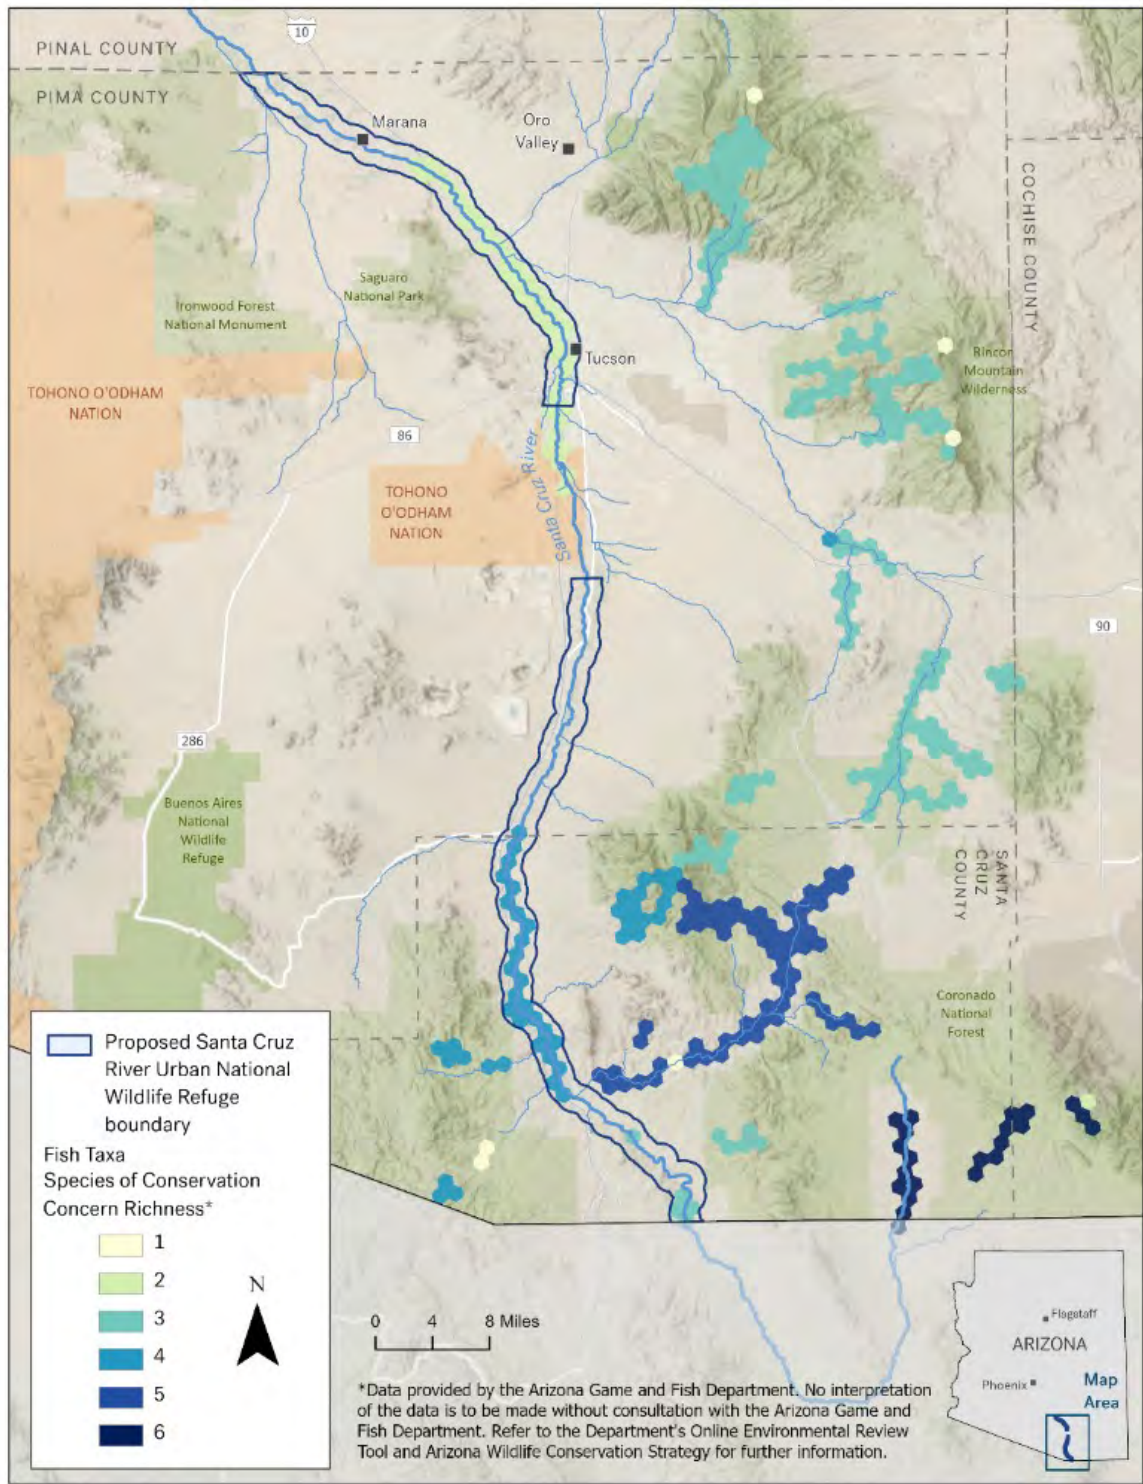 10
PINAL COUNTY
PIMA COUNTY
Marana
Oro
Valley
COCHISE COUNTY
Saguaro
National Park
Ironwood Forest
National Monument
Tucson
Rincon
Mountain
Wilderness
TOHONO O'ODHAM
NATION
86
Santa Cruz River
TOHONO
O'ODHAM
NATION
90
286
Buenos Aires
National
Wildlife
Refuge
SANTA
CRUZ
COUNTY
Coronado
National
Forest
Proposed Santa Cruz
River Urban National
Wildlife Refuge
boundary
Fish Taxa
Species of Conservation
Concern Richness*
1
2
3
4
5
6
N
0 4 8 Miles
*Data provided by the Arizona Game and Fish Department. No interpretation
of the data is to be made without consultation with the Arizona Game and
Fish Department. Refer to the Department's Online Environmental Review
Tool and Arizona Wildlife Conservation Strategy for further information.
Flagstaff
ARIZONA
Phoenix
Map
Area